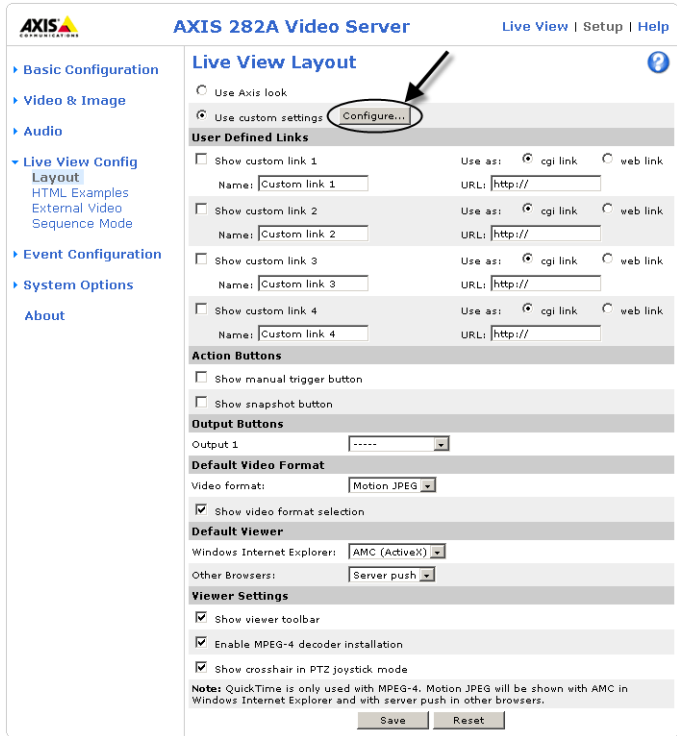 AXIS
COMMUNICATIONS
AXIS 282A Video Server
Live View | Setup | Help
Basic Configuration
Video & Image
Audio
Live View Config
Layout
HTML Examples
External Video
Sequence Mode
Event Configuration
System Options
About
Live View Layout
?
Use Axis look
Use custom settings Configure...
User Defined Links
Show custom link 1 Use as: cgi link web link
Name: Custom link 1 URL: http://
Show custom link 2 Use as: cgi link web link
Name: Custom link 2 URL: http://
Show custom link 3 Use as: cgi link web link
Name: Custom link 3 URL: http://
Show custom link 4 Use as: cgi link web link
Name: Custom link 4 URL: http://
Action Buttons
Show manual trigger button
Show snapshot button
Output Buttons
Output 1 -----
Default Video Format
Video format: Motion JPEG
Show video format selection
Default Viewer
Windows Internet Explorer: AMC (ActiveX)
Other Browsers: Server push
Viewer Settings
Show viewer toolbar
Enable MPEG-4 decoder installation
Show crosshair in PTZ joystick mode
Note: QuickTime is only used with MPEG-4. Motion JPEG will be shown with AMC in
Windows Internet Explorer and with server push in other browsers.
Save Reset